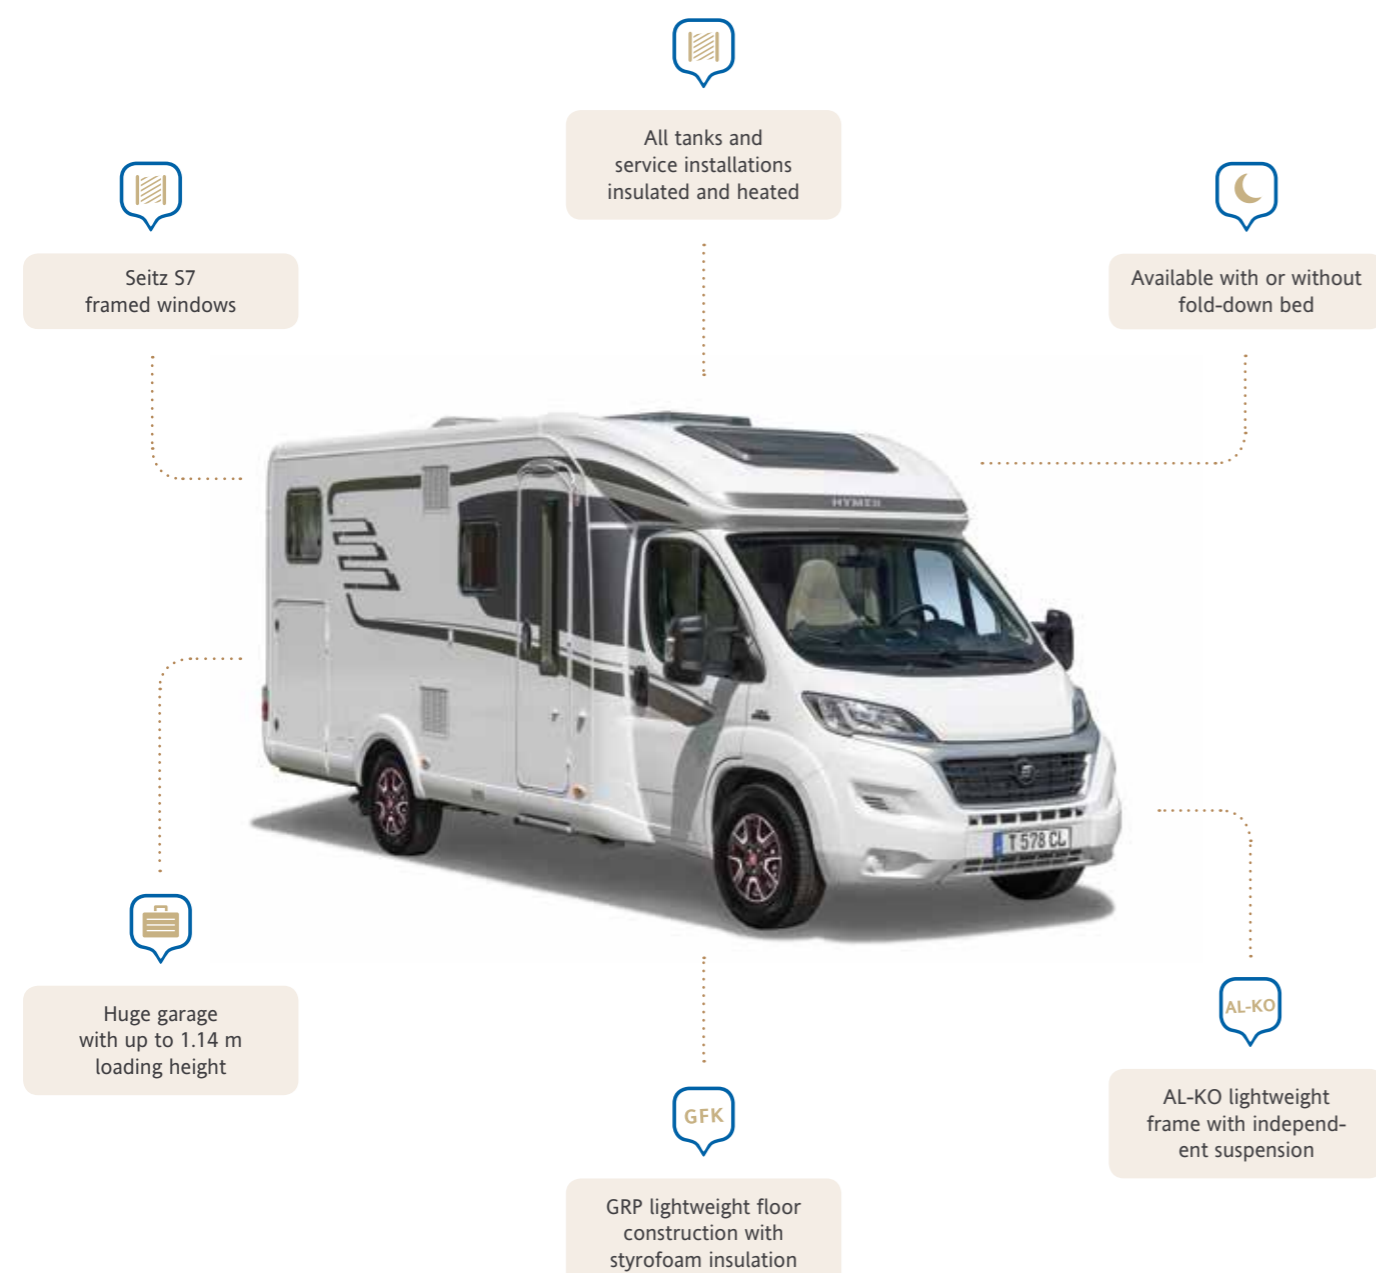 All tanks and
service installations
insulated and heated
Seitz S7
framed windows
Available with or without
fold-down bed
HYMER
T 578 CL
Huge garage
with up to 1.14 m
loading height
AL-KO
AL-KO lightweight
frame with independ-
ent suspension
GFK
GRP lightweight floor
construction with
styrofoam insulation